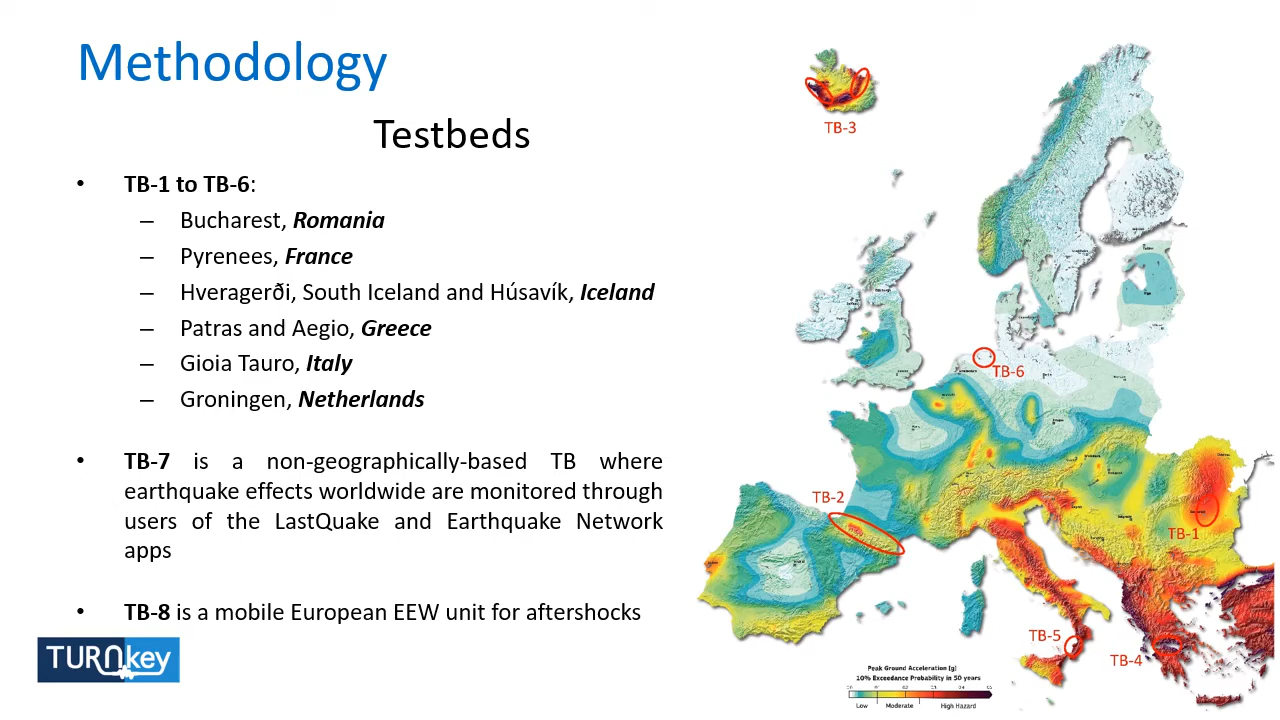 Methodology
Testbeds
• TB-1 to TB-6:
– Bucharest, Romania
– Pyrenees, France
– Hveragerði, South Iceland and Húsavík, Iceland
– Patras and Aegio, Greece
– Gioia Tauro, Italy
– Groningen, Netherlands
• TB-7 is a non-geographically-based TB where
earthquake effects worldwide are monitored through
users of the LastQuake and Earthquake Network
apps
• TB-8 is a mobile European EEW unit for aftershocks
TURNkey
TB-3
TB-6
TB-2
TB-1
TB-5
TB-4
Peak Ground Acceleration [g]
10% Exceedance Probability in 50 years
Low Moderate High Hazard